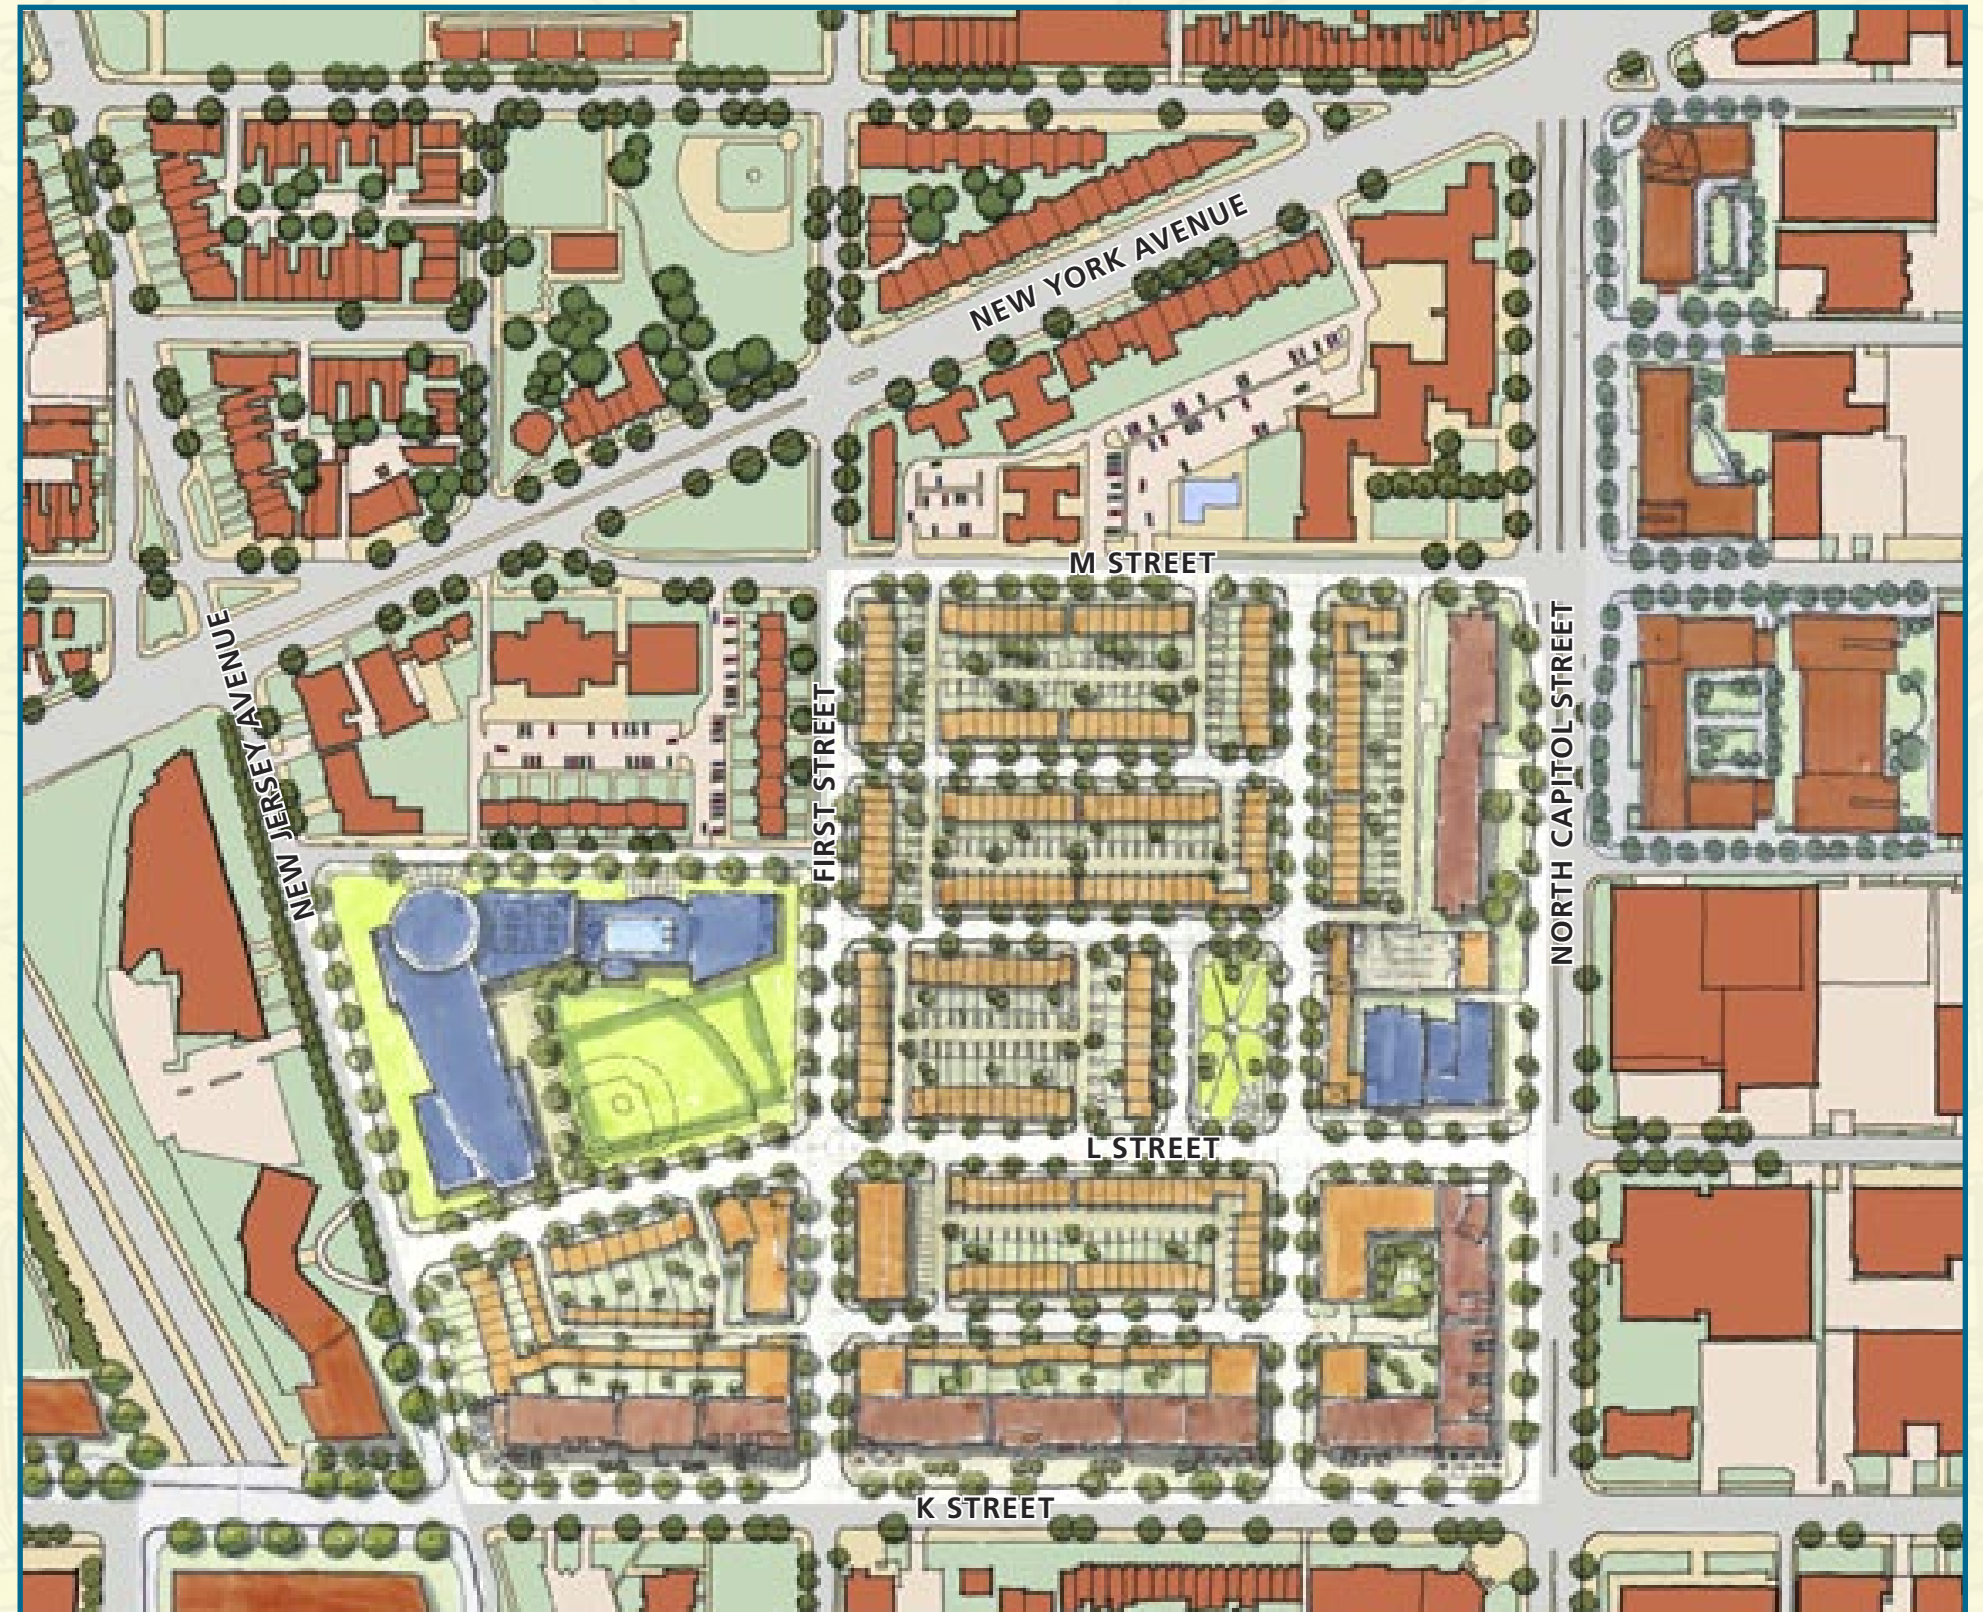 NEW YORK AVENUE
M STREET
NEW JERSEY AVENUE
FIRST STREET
NORTH CAPITOL STREET
L STREET
K STREET